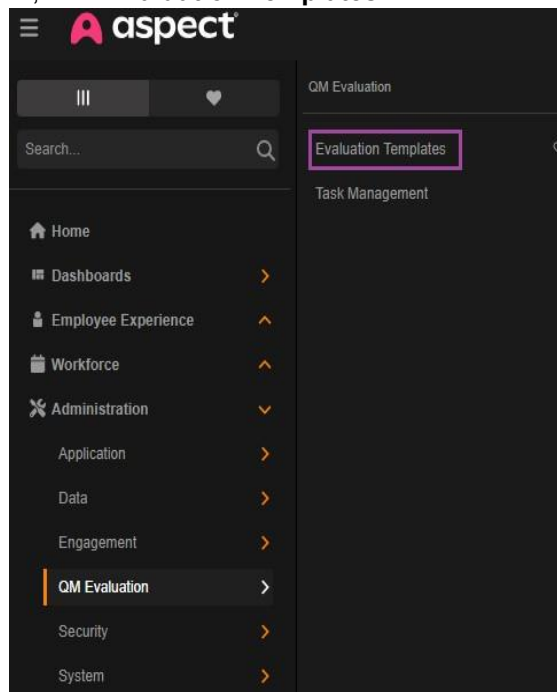 aspect
Search...
Home
Dashboards
Employee Experience
Workforce
Administration
Application
Data
Engagement
QM Evaluation
Security
System
QM Evaluation
Evaluation Templates
Task Management